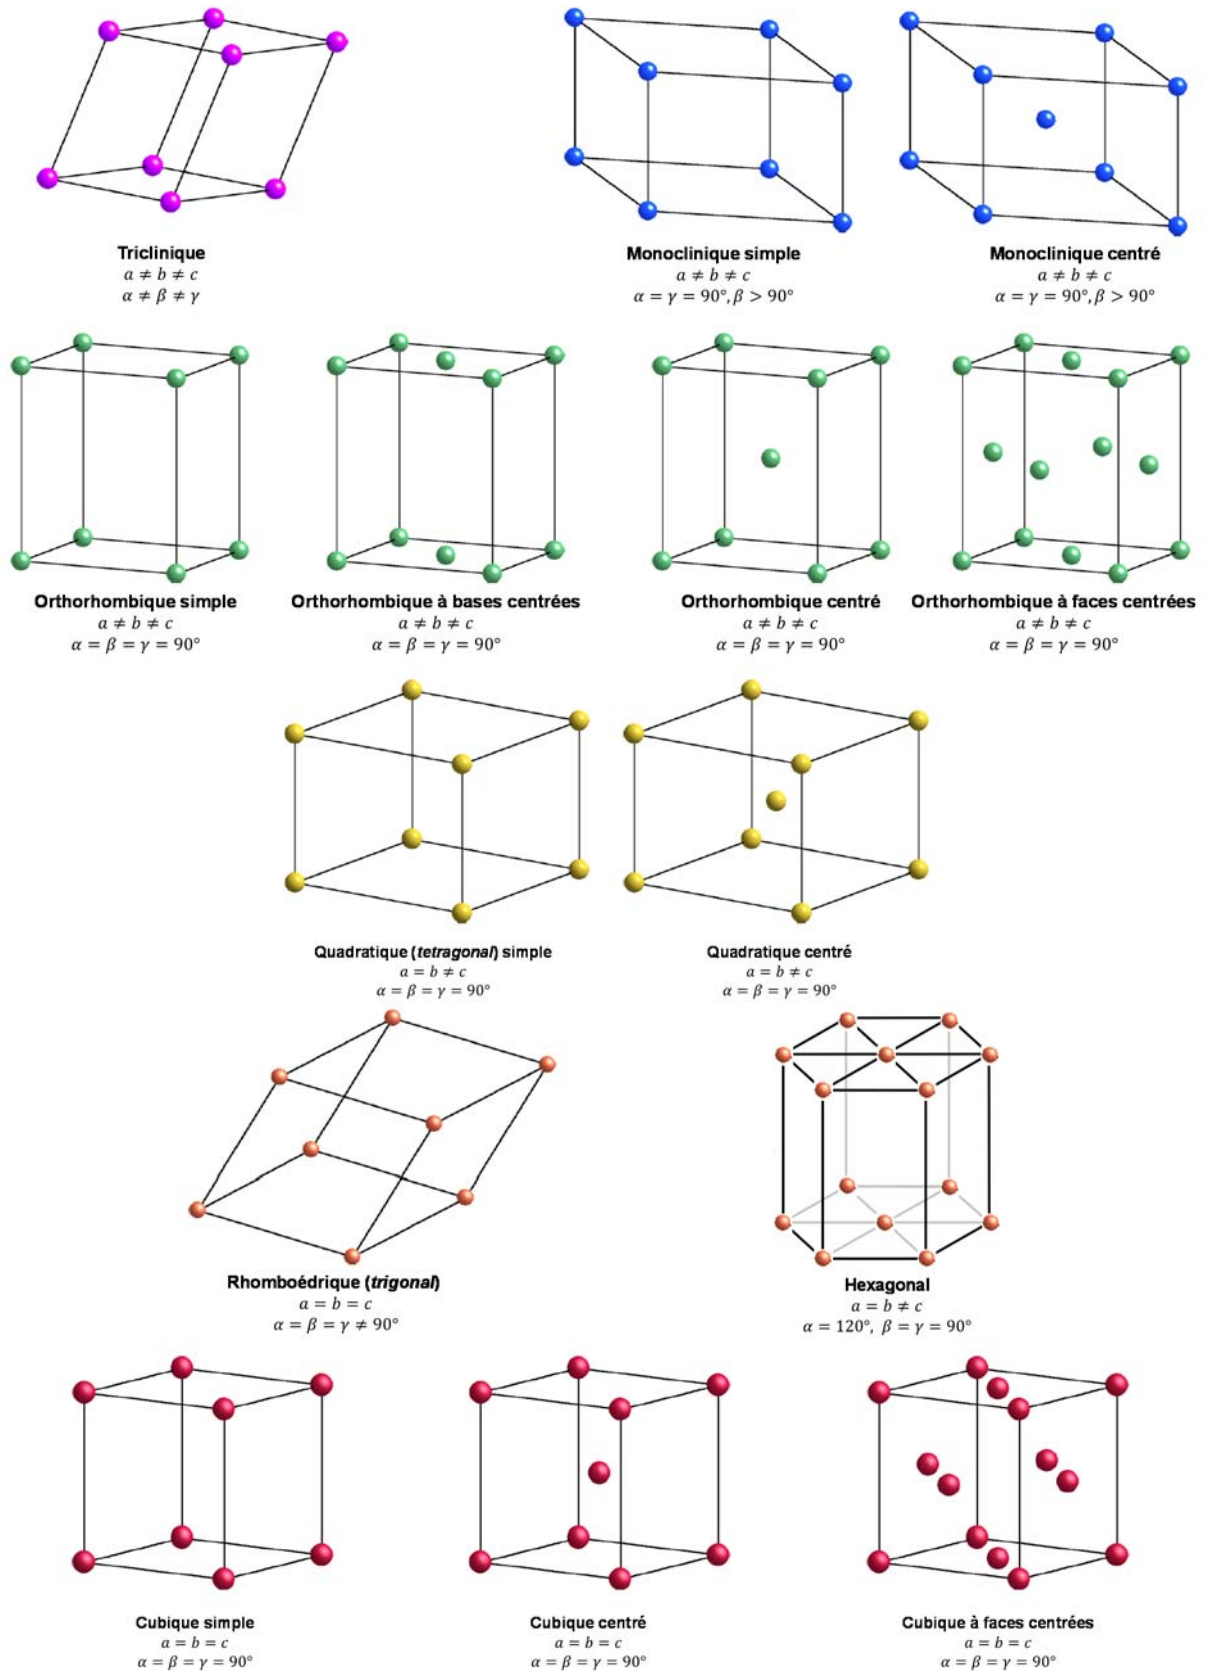 Triclinique
a ≠ b ≠ c
α ≠ β ≠ γ
Monoclinique simple
a ≠ b ≠ c
α = γ = 90°, β > 90°
Monoclinique centré
a ≠ b ≠ c
α = γ = 90°, β > 90°
Orthorhombique simple
a ≠ b ≠ c
α = β = γ = 90°
Orthorhombique à bases centrées
a ≠ b ≠ c
α = β = γ = 90°
Orthorhombique centré
a ≠ b ≠ c
α = β = γ = 90°
Orthorhombique à faces centrées
a ≠ b ≠ c
α = β = γ = 90°
Quadratique (tetragonal) simple
a = b ≠ c
α = β = γ = 90°
Quadratique centré
a = b ≠ c
α = β = γ = 90°
Rhomboédrique (trigonal)
a = b = c
α = β = γ ≠ 90°
Hexagonal
a = b ≠ c
α = 120°, β = γ = 90°
Cubique simple
a = b = c
α = β = γ = 90°
Cubique centré
a = b = c
α = β = γ = 90°
Cubique à faces centrées
a = b = c
α = β = γ = 90°